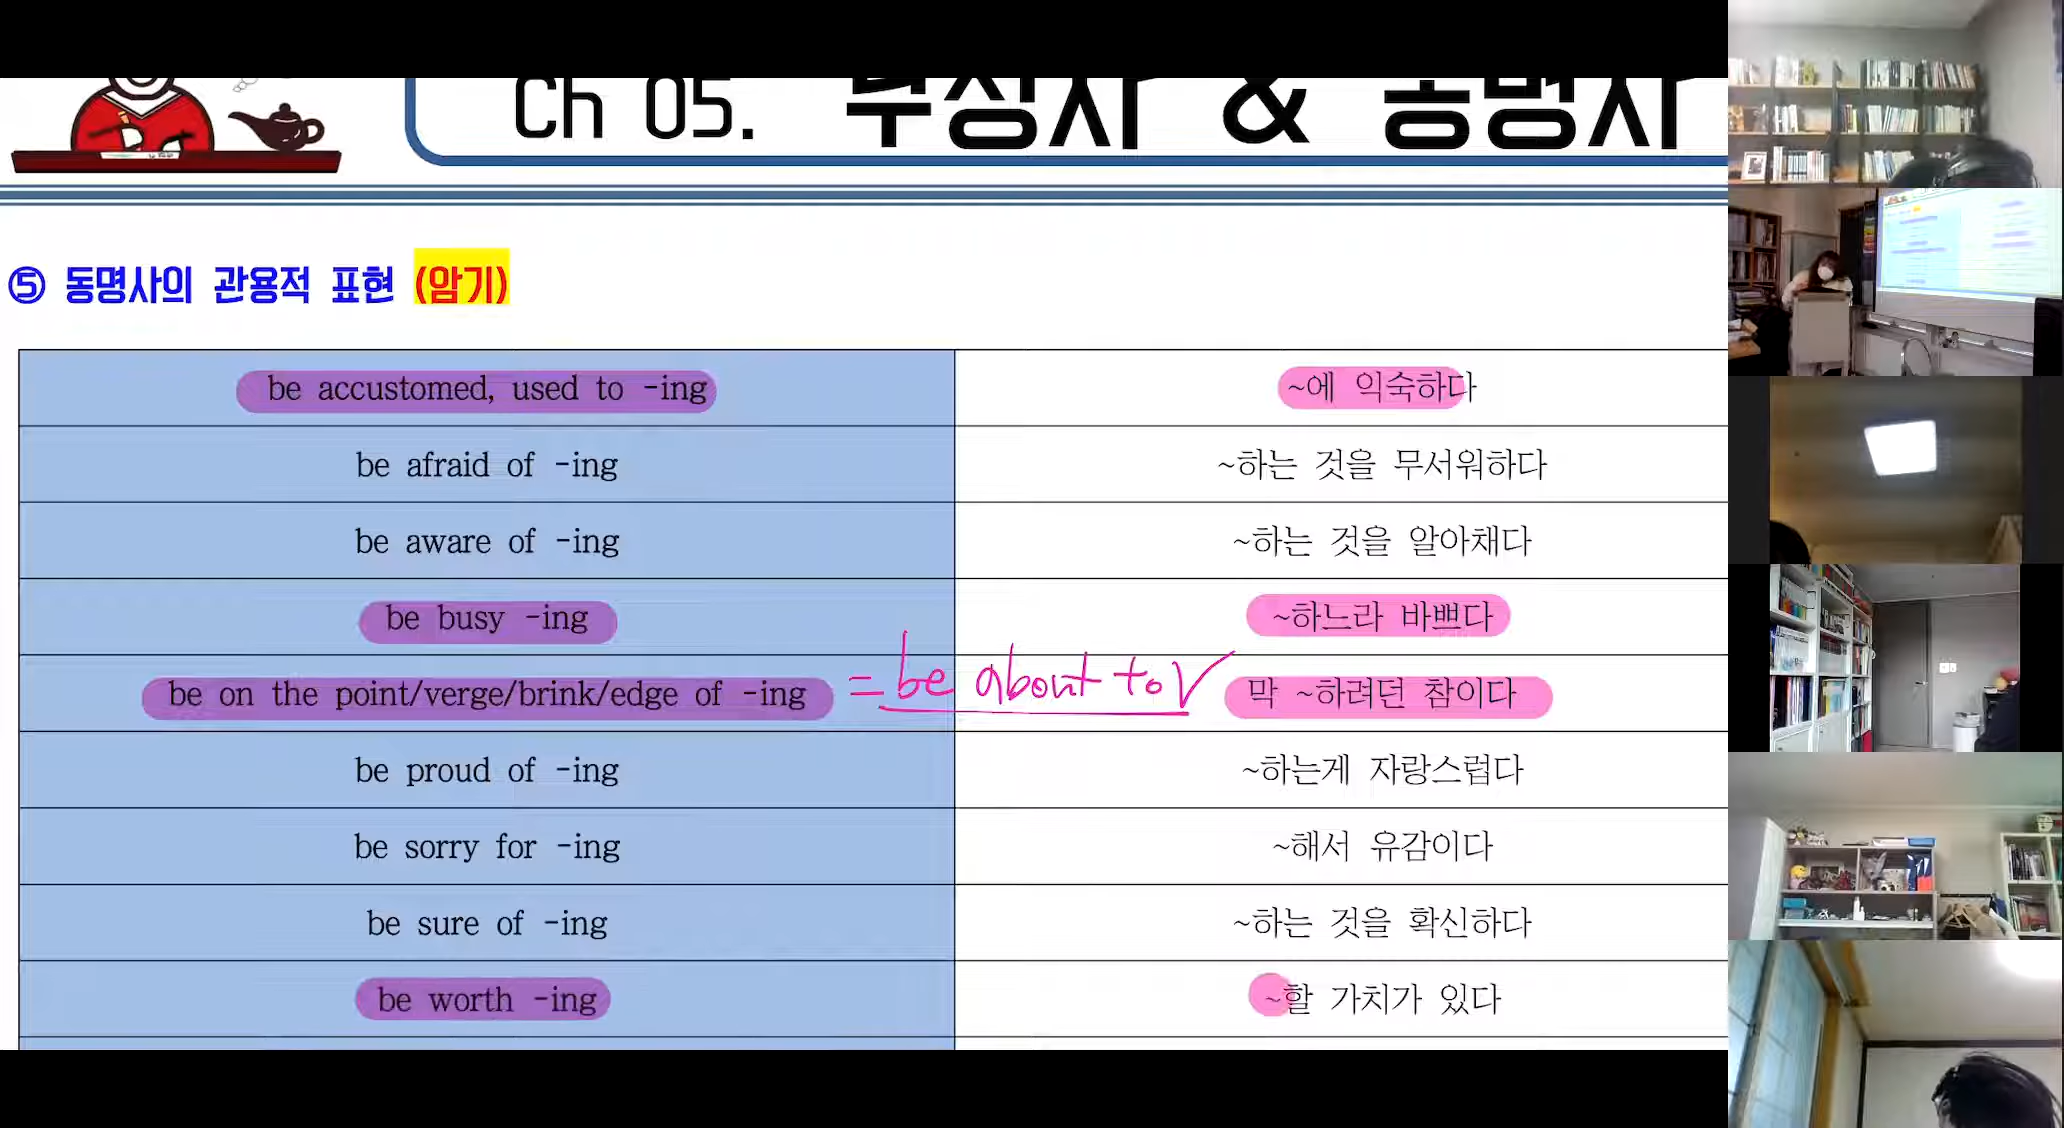 Ch 05. 부정사 & 동명사
⑤ 동명사의 관용적 표현 (암기)
be accustomed, used to -ing ~에 익숙하다
be afraid of -ing ~하는 것을 무서워하다
be aware of -ing ~하는 것을 알아채다
be busy -ing ~하느라 바쁘다
be on the point/verge/brink/edge of -ing = be about to V 막 ~하려던 참이다
be proud of -ing ~하는게 자랑스럽다
be sorry for -ing ~해서 유감이다
be sure of -ing ~하는 것을 확신하다
be worth -ing ~할 가치가 있다